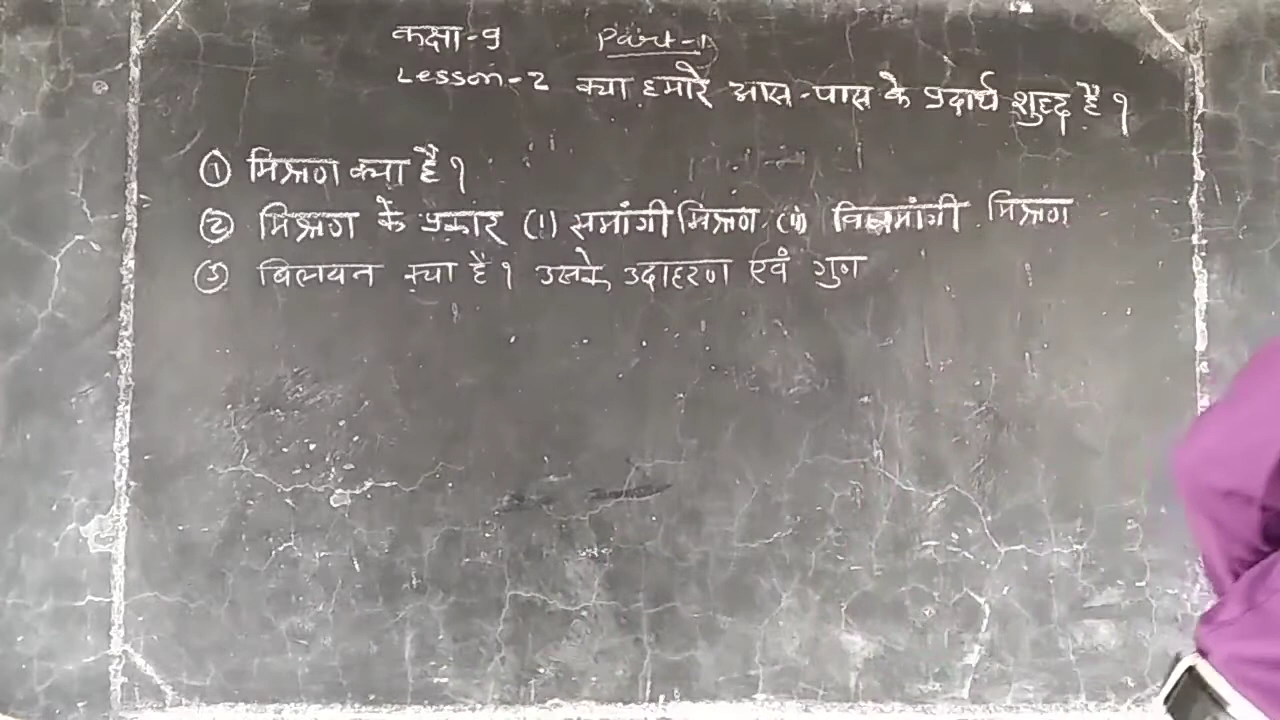 कक्षा-9 Part-1
Lesson-2 क्या हमारे आस-पास के पदार्थ शुद्ध हैं ?
① मिश्रण क्या है ?
② मिश्रण के प्रकार (i) समांगी मिश्रण (ii) विषमांगी मिश्रण
③ विलयन क्या है ? उसके उदाहरण एवं गुण